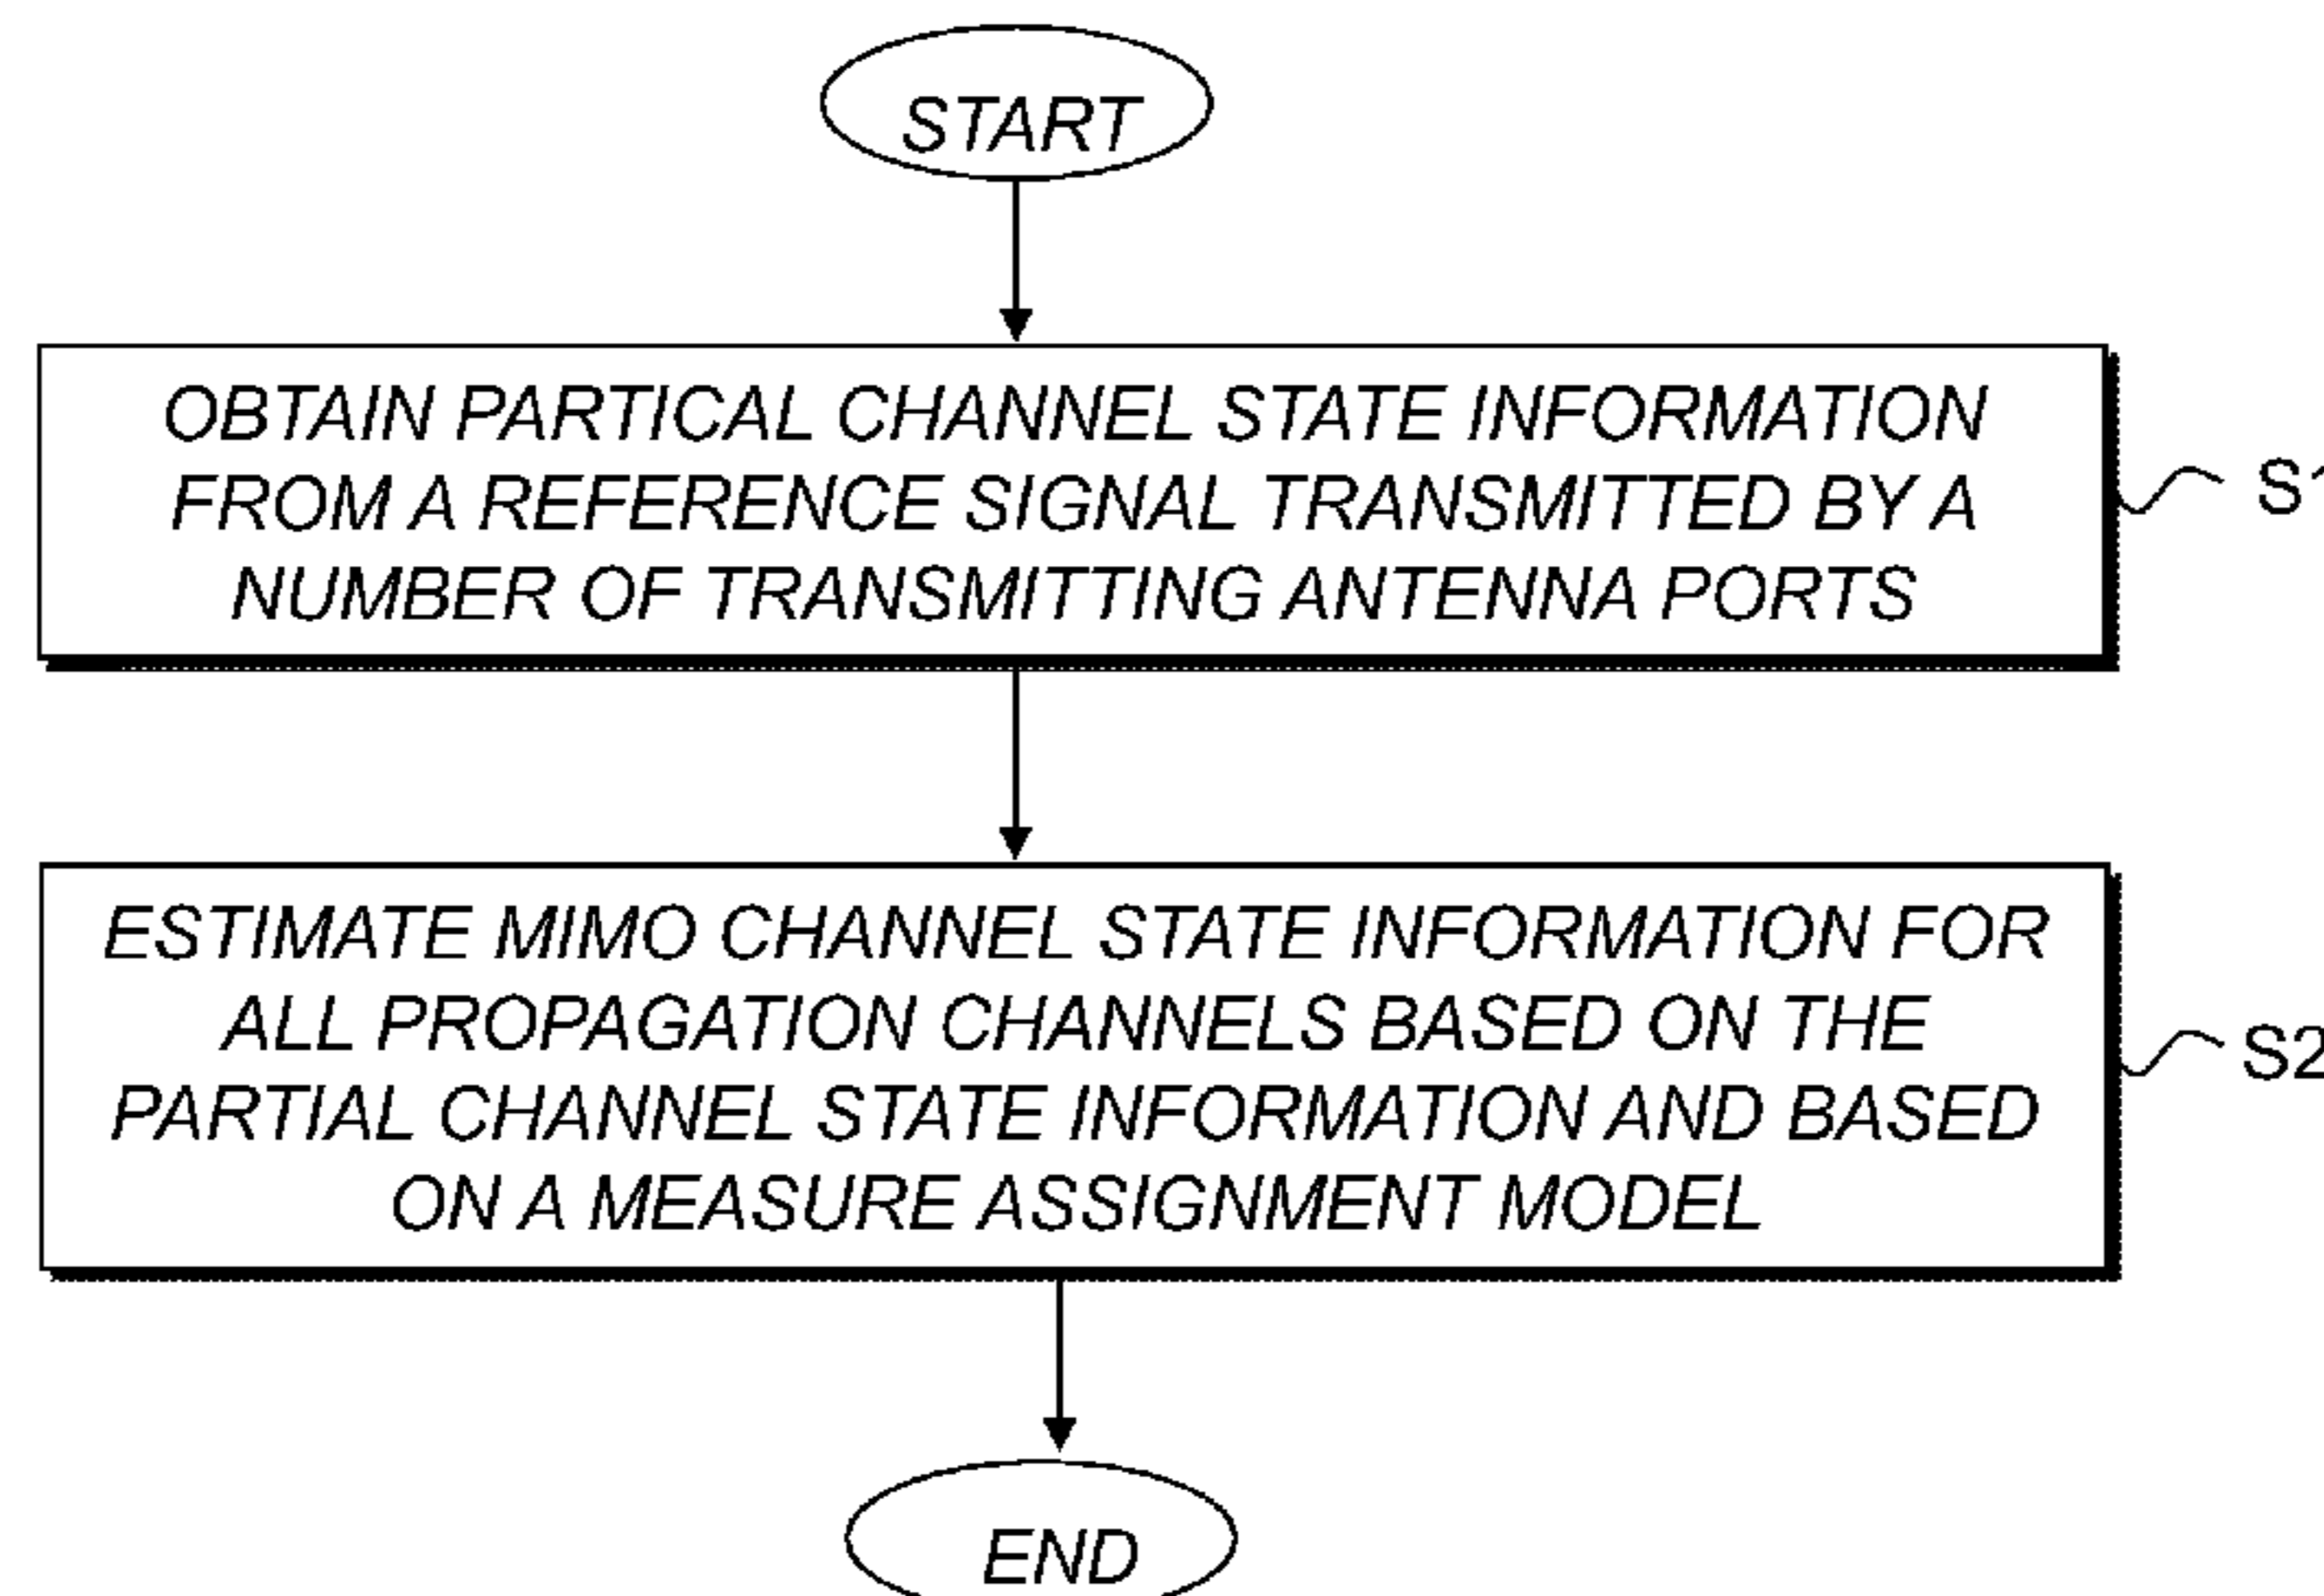 START
OBTAIN PARTICAL CHANNEL STATE INFORMATION
FROM A REFERENCE SIGNAL TRANSMITTED BY A
NUMBER OF TRANSMITTING ANTENNA PORTS
S1
ESTIMATE MIMO CHANNEL STATE INFORMATION FOR
ALL PROPAGATION CHANNELS BASED ON THE
PARTIAL CHANNEL STATE INFORMATION AND BASED
ON A MEASURE ASSIGNMENT MODEL
S2
END